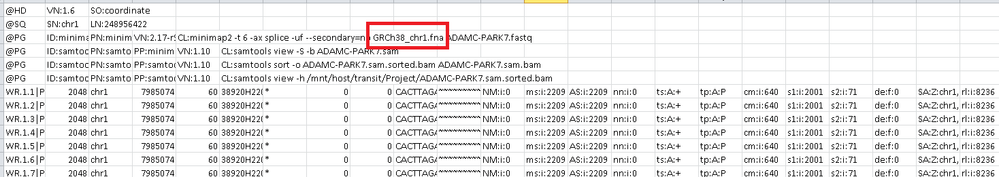 @HD VN:1.6 SO:coordinate
@SQ SN:chr1 LN:248956422
@PG ID:minima PN:minima VN:2.17-r9 CL:minimap2 -t 6 -ax splice -uf --secondary=no GRCh38_chr1.fna ADAMC-PARK7.fastq
@PG ID:samtoo PN:samtoo PP:minim VN:1.10 CL:samtools view -S -b ADAMC-PARK7.sam
@PG ID:samtoo PN:samtoo PP:samtoo VN:1.10 CL:samtools sort -o ADAMC-PARK7.sam.sorted.bam ADAMC-PARK7.sam.bam
@PG ID:samtoo PN:samtoo PP:samtoo VN:1.10 CL:samtools view -h /mnt/host/transit/Project/ADAMC-PARK7.sam.sorted.bam
WR.1.1|P 2048 chr1 7985074 60 38920H220 * 0 0 CACTTAGA ~~~~~~~~~ NM:i:0 ms:i:2209 AS:i:2209 nn:i:0 ts:A:+ tp:A:P cm:i:640 s1:i:2001 s2:i:71 de:f:0 SA:Z:chr1, rl:i:8236
WR.1.2|P 2048 chr1 7985074 60 38920H220 * 0 0 CACTTAGA ~~~~~~~~~ NM:i:0 ms:i:2209 AS:i:2209 nn:i:0 ts:A:+ tp:A:P cm:i:640 s1:i:2001 s2:i:71 de:f:0 SA:Z:chr1, rl:i:8236
WR.1.3|P 2048 chr1 7985074 60 38920H220 * 0 0 CACTTAGA ~~~~~~~~~ NM:i:0 ms:i:2209 AS:i:2209 nn:i:0 ts:A:+ tp:A:P cm:i:640 s1:i:2001 s2:i:71 de:f:0 SA:Z:chr1, rl:i:8236
WR.1.4|P 2048 chr1 7985074 60 38920H220 * 0 0 CACTTAGA ~~~~~~~~~ NM:i:0 ms:i:2209 AS:i:2209 nn:i:0 ts:A:+ tp:A:P cm:i:640 s1:i:2001 s2:i:71 de:f:0 SA:Z:chr1, rl:i:8236
WR.1.5|P 2048 chr1 7985074 60 38920H220 * 0 0 CACTTAGA ~~~~~~~~~ NM:i:0 ms:i:2209 AS:i:2209 nn:i:0 ts:A:+ tp:A:P cm:i:640 s1:i:2001 s2:i:71 de:f:0 SA:Z:chr1, rl:i:8236
WR.1.6|P 2048 chr1 7985074 60 38920H220 * 0 0 CACTTAGA ~~~~~~~~~ NM:i:0 ms:i:2209 AS:i:2209 nn:i:0 ts:A:+ tp:A:P cm:i:640 s1:i:2001 s2:i:71 de:f:0 SA:Z:chr1, rl:i:8236
WR.1.7|P 2048 chr1 7985074 60 38920H220 * 0 0 CACTTAGA ~~~~~~~~~ NM:i:0 ms:i:2209 AS:i:2209 nn:i:0 ts:A:+ tp:A:P cm:i:640 s1:i:2001 s2:i:71 de:f:0 SA:Z:chr1, rl:i:8236